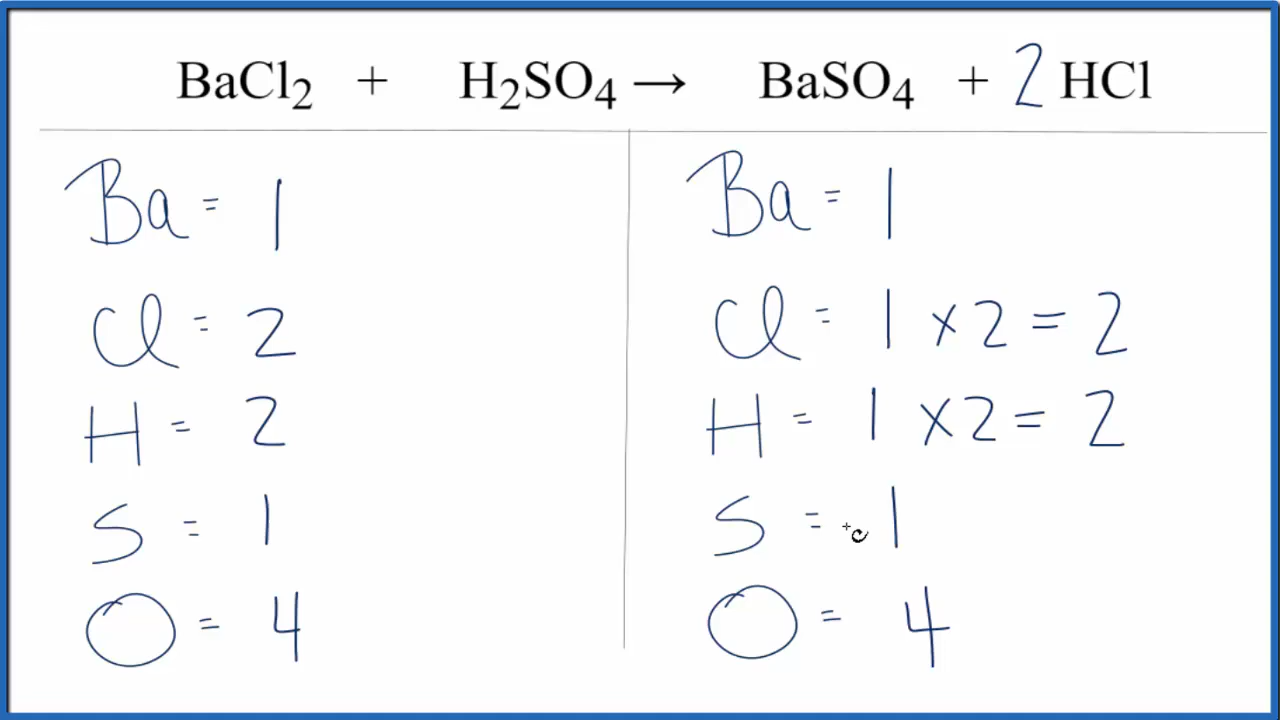 BaCl2 + H2SO4 → BaSO4 + 2 HCl
Ba = 1
Cl = 2
H = 2
S = 1
O = 4
Ba = 1
Cl = 1 x 2 = 2
H = 1 x 2 = 2
S = 1
O = 4